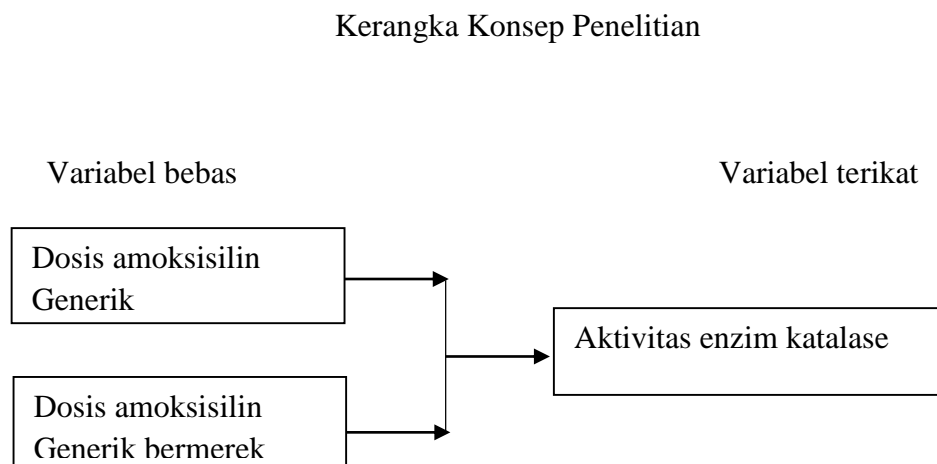 Kerangka Konsep Penelitian
Variabel bebas
Variabel terikat
Dosis amoksisilin
Generik
Aktivitas enzim katalase
Dosis amoksisilin
Generik bermerek